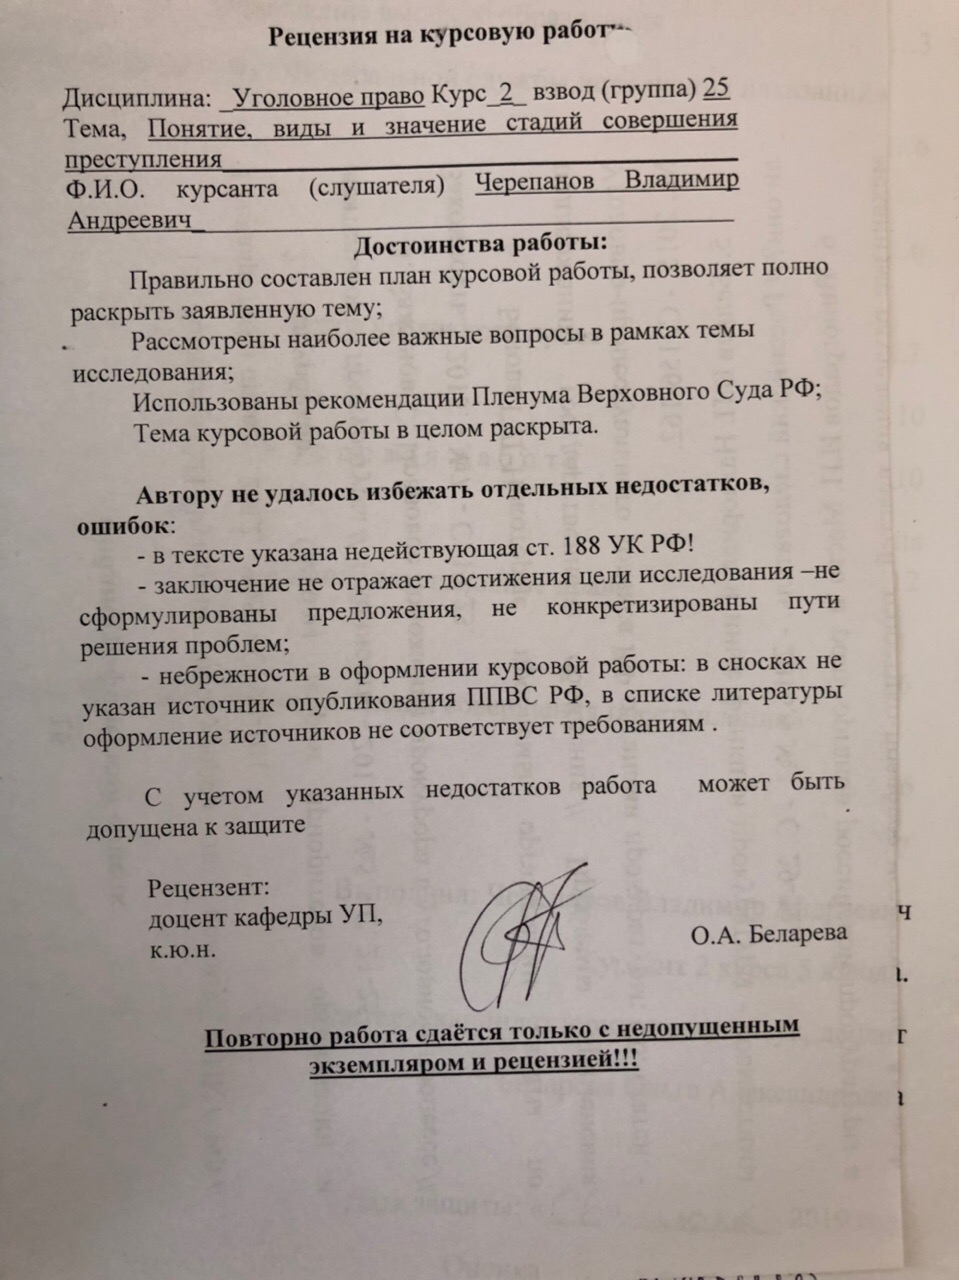 Рецензия на курсовую работ
Дисциплина: _Уголовное право Курс_2_ взвод (группа) 25
Тема, Понятие, виды и значение стадий совершения
преступления
Ф.И.О. курсанта (слушателя) Черепанов Владимир
Андреевич_
Достоинства работы:
Правильно составлен план курсовой работы, позволяет полно
раскрыть заявленную тему;
Рассмотрены наиболее важные вопросы в рамках темы
исследования;
Использованы рекомендации Пленума Верховного Суда РФ;
Тема курсовой работы в целом раскрыта.
Автору не удалось избежать отдельных недостатков,
ошибок:
- в тексте указана недействующая ст. 188 УК РФ!
- заключение не отражает достижения цели исследования –не
сформулированы предложения, не конкретизированы пути
решения проблем;
- небрежности в оформлении курсовой работы: в сносках не
указан источник опубликования ППВС РФ, в списке литературы
оформление источников не соответствует требованиям .
С учетом указанных недостатков работа может быть
допущена к защите
Рецензент:
доцент кафедры УП,
к.ю.н.
О.А. Беларева
Повторно работа сдаётся только с недопущенным
экземпляром и рецензией!!!